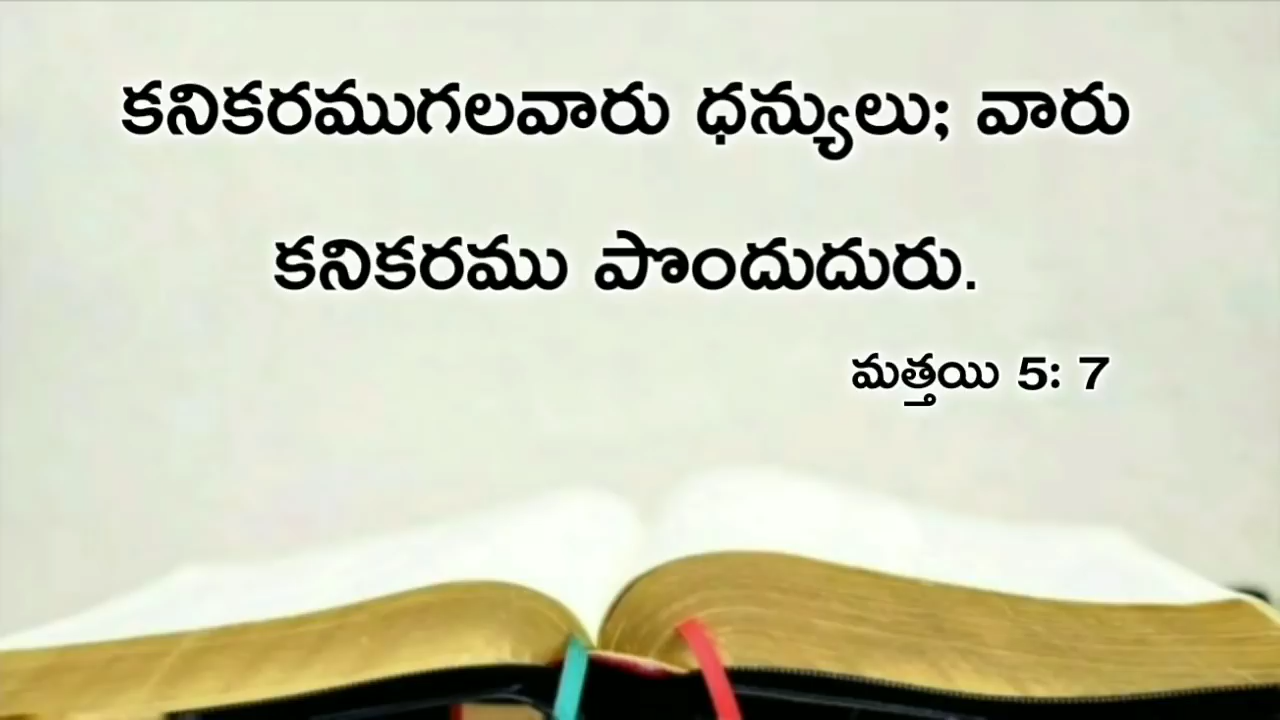 కనికరముగలవారు ధన్యులు; వారు
కనికరము పొందుదురు.
మత్తయి 5: 7